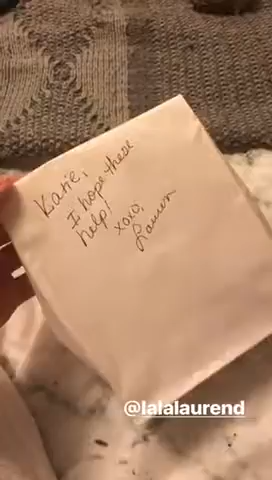 Katie,
I hope these
help!
xoxo,
Lauren
@lalalaurend